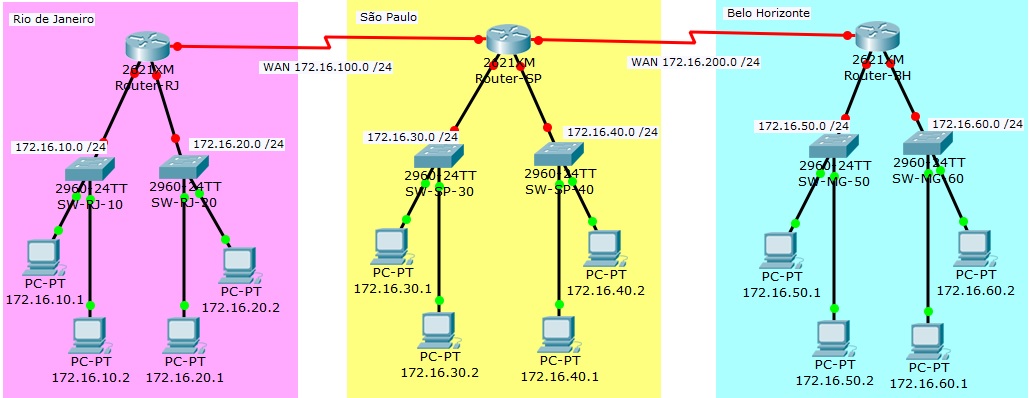 Rio de Janeiro
São Paulo
Belo Horizonte
2621XM
Router-RJ
WAN 172.16.100.0 /24
2621XM
Router-SP
WAN 172.16.200.0 /24
2621XM
Router-BH
172.16.10.0 /24
172.16.20.0 /24
172.16.30.0 /24
172.16.40.0 /24
172.16.50.0 /24
172.16.60.0 /24
2960-24TT
SW-RJ-10
2960-24TT
SW-RJ-20
2960-24TT
SW-SP-30
2960-24TT
SW-SP-40
2960-24TT
SW-MG-50
2960-24TT
SW-MG-60
PC-PT
172.16.10.1
PC-PT
172.16.20.2
PC-PT
172.16.30.1
PC-PT
172.16.40.2
PC-PT
172.16.50.1
PC-PT
172.16.60.2
PC-PT
172.16.10.2
PC-PT
172.16.20.1
PC-PT
172.16.30.2
PC-PT
172.16.40.1
PC-PT
172.16.50.2
PC-PT
172.16.60.1